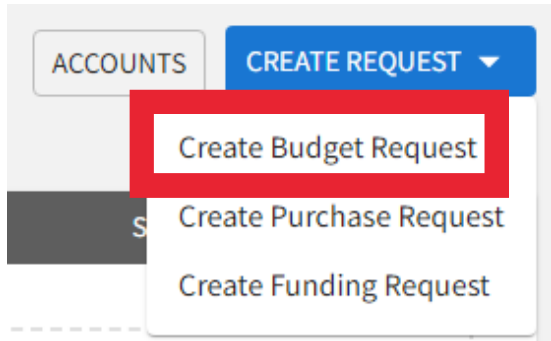 ACCOUNTS CREATE REQUEST
Create Budget Request
S
Create Purchase Request
Create Funding Request